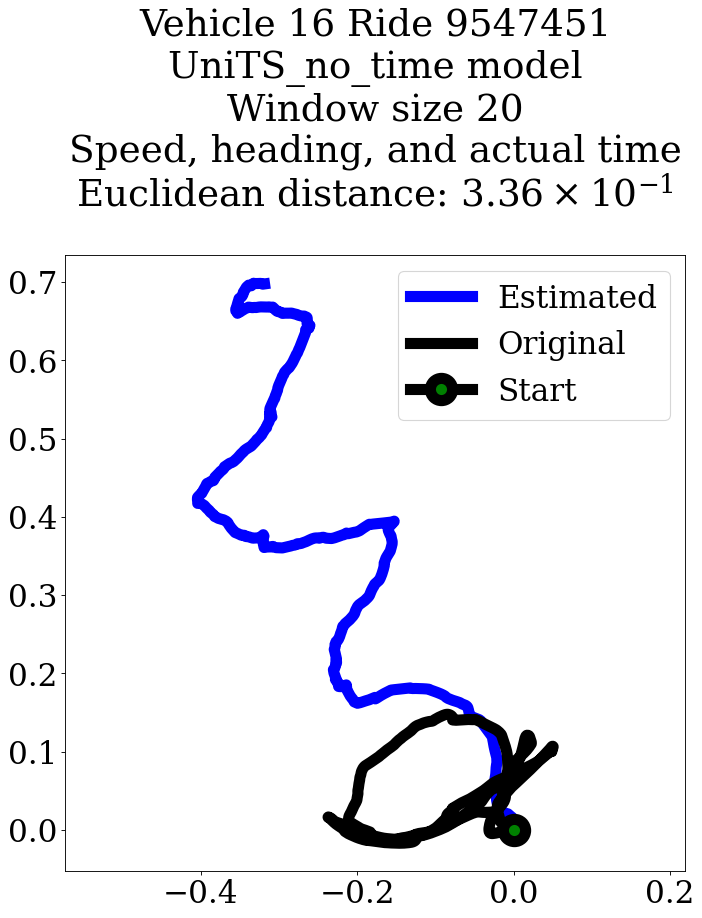 Vehicle 16 Ride 9547451
UniTS_no_time model
Window size 20
Speed, heading, and actual time
Euclidean distance: 3.36 × 10⁻¹
Estimated
Original
Start
0.7
0.6
0.5
0.4
0.3
0.2
0.1
0.0
−0.4 −0.2 0.0 0.2